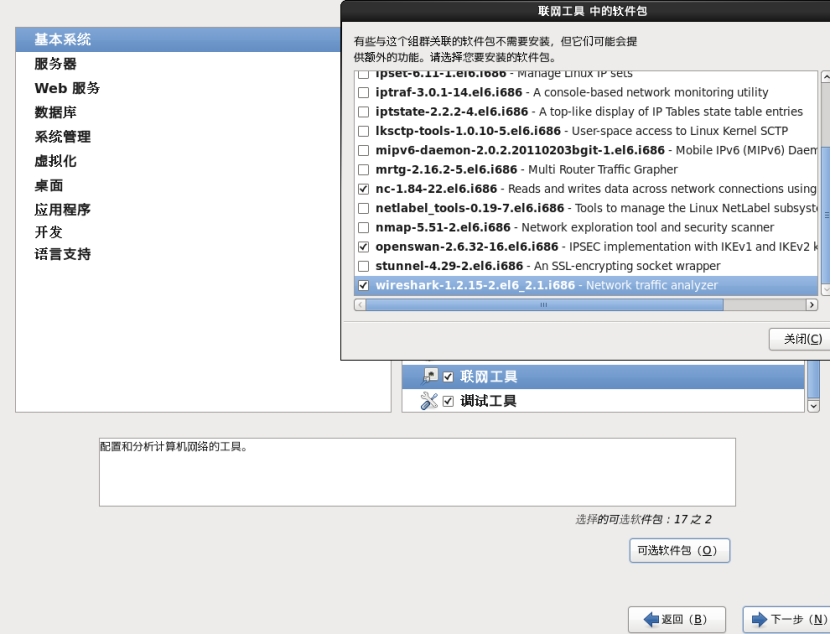 联网工具 中的软件包
有些与这个组群关联的软件包不需要安装，但它们可能会提
供额外的功能。请选择您要安装的软件包。
ipset-6.11-1.el6.i686 - Manage Linux IP sets
iptraf-3.0.1-14.el6.i686 - A console-based network monitoring utility
iptstate-2.2.2-4.el6.i686 - A top-like display of IP Tables state table entries
lksctp-tools-1.0.10-5.el6.i686 - User-space access to Linux Kernel SCTP
mipv6-daemon-2.0.2.20110203bgit-1.el6.i686 - Mobile IPv6 (MIPv6) Daem
mrtg-2.16.2-5.el6.i686 - Multi Router Traffic Grapher
nc-1.84-22.el6.i686 - Reads and writes data across network connections using
netlabel_tools-0.19-7.el6.i686 - Tools to manage the Linux NetLabel subsyst
nmap-5.51-2.el6.i686 - Network exploration tool and security scanner
openswan-2.6.32-16.el6.i686 - IPSEC implementation with IKEv1 and IKEv2 k
stunnel-4.29-2.el6.i686 - An SSL-encrypting socket wrapper
wireshark-1.2.15-2.el6_2.1.i686 - Network traffic analyzer
关闭(C)
基本系统
服务器
Web 服务
数据库
系统管理
虚拟化
桌面
应用程序
开发
语言支持
联网工具
调试工具
配置和分析计算机网络的工具。
选择的可选软件包：17 之 2
可选软件包（O）
返回（B）
下一步（N）